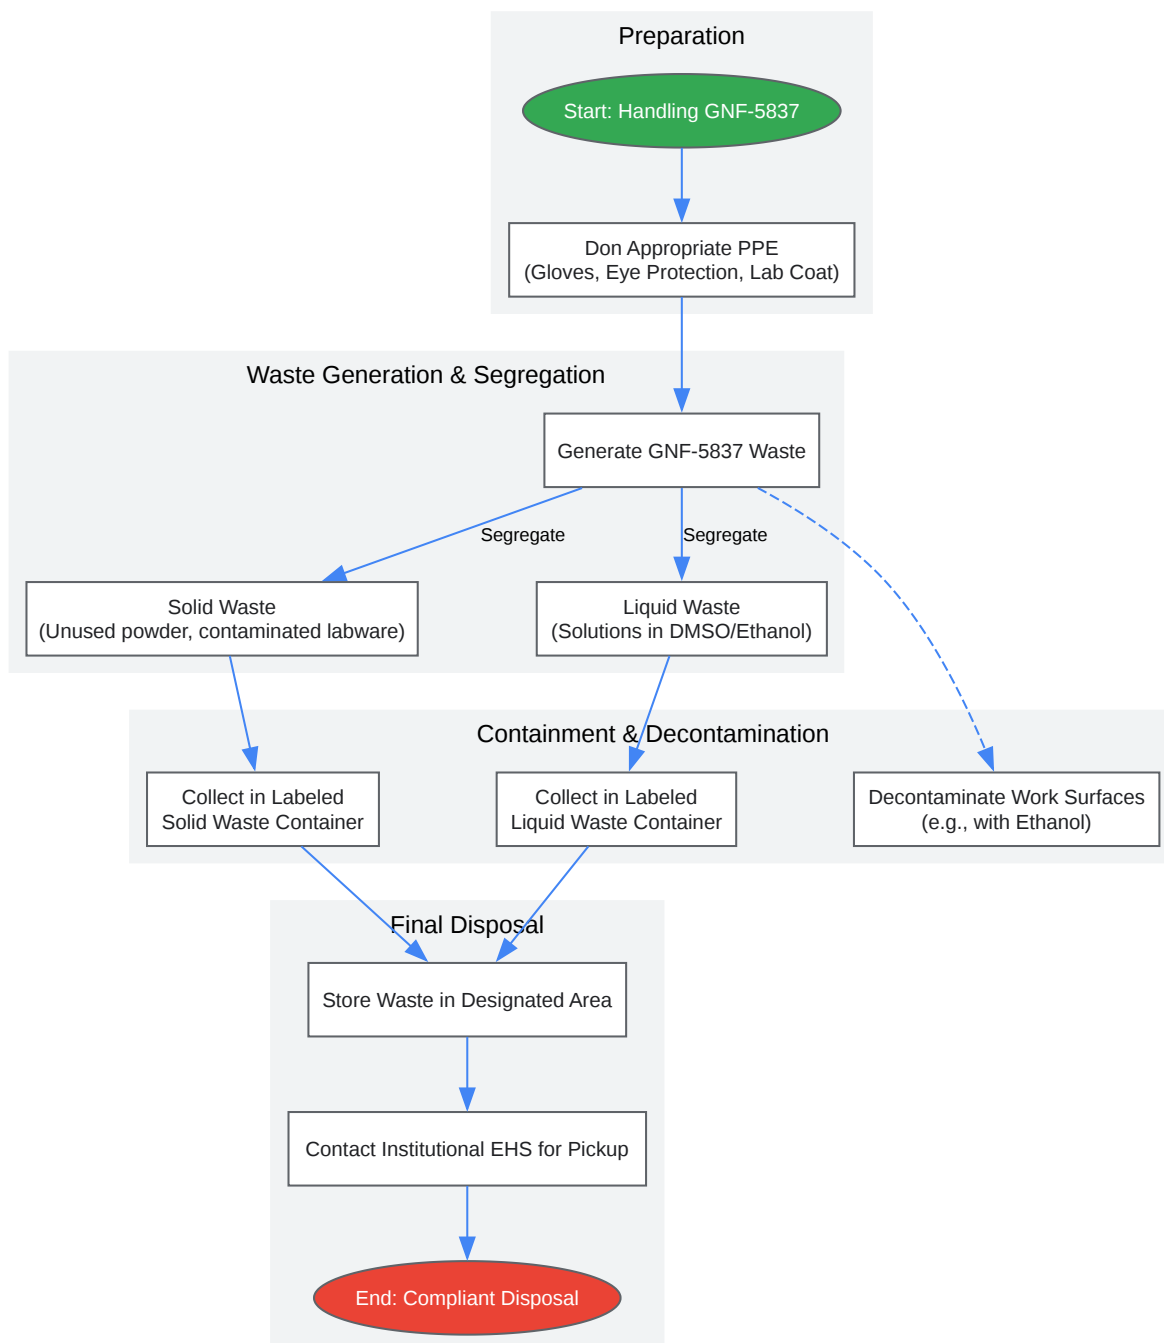 Preparation
Start: Handling GNF-5837
Don Appropriate PPE
(Gloves, Eye Protection, Lab Coat)
Waste Generation & Segregation
Generate GNF-5837 Waste
Segregate
Segregate
Solid Waste
(Unused powder, contaminated labware)
Liquid Waste
(Solutions in DMSO/Ethanol)
Containment & Decontamination
Collect in Labeled
Solid Waste Container
Collect in Labeled
Liquid Waste Container
Decontaminate Work Surfaces
(e.g., with Ethanol)
Final Disposal
Store Waste in Designated Area
Contact Institutional EHS for Pickup
End: Compliant Disposal